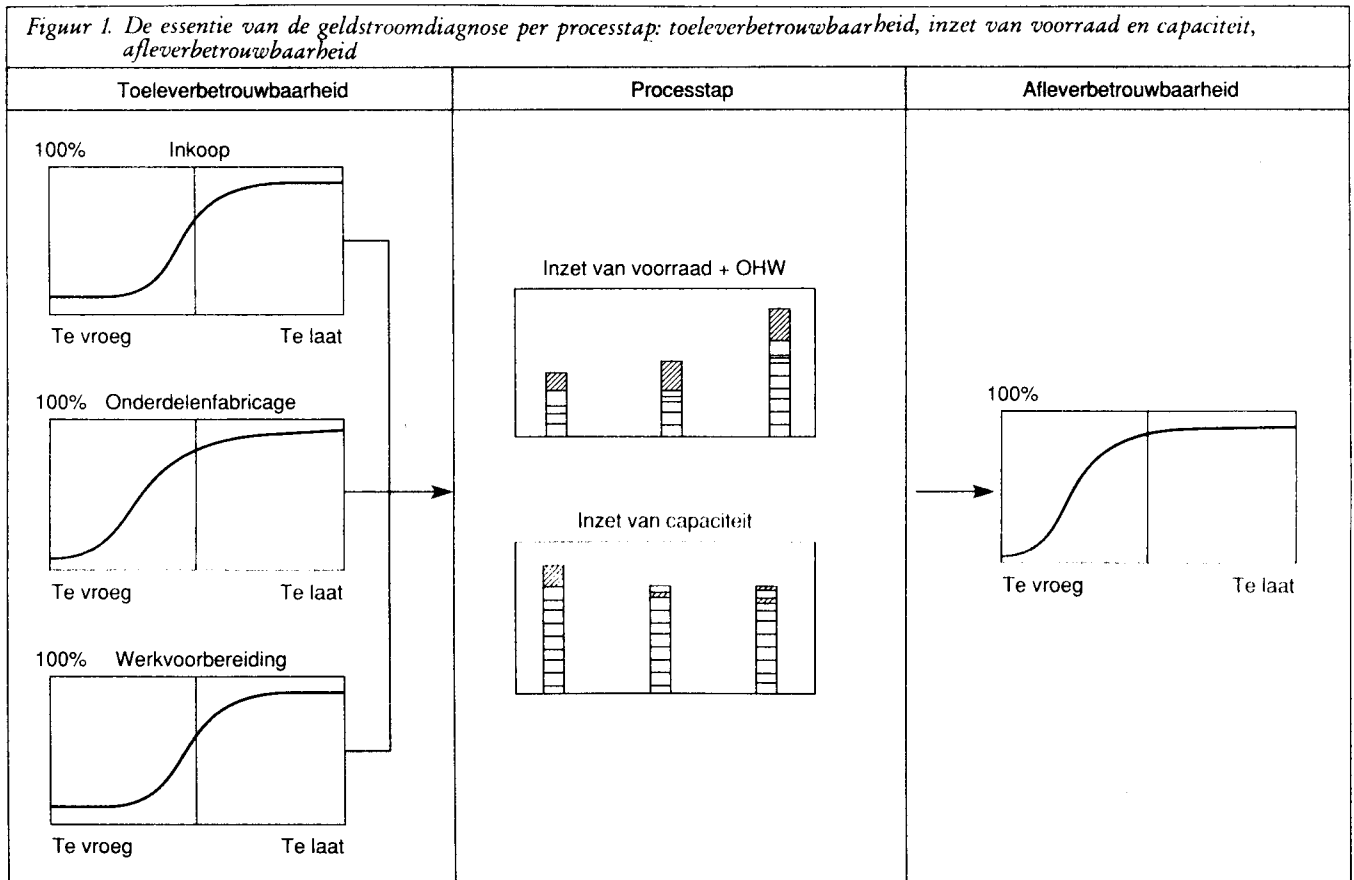 Figuur 1. De essentie van de geldstroomdiagnose per processtap: toeleverbetrouwbaarheid, inzet van voorraad en capaciteit,
afleverbetrouwbaarheid
Toeleverbetrouwbaarheid
Processtap
Afleverbetrouwbaarheid
100% Inkoop
Te vroeg Te laat
100% Onderdelenfabricage
Te vroeg Te laat
100% Werkvoorbereiding
Te vroeg Te laat
Inzet van voorraad + OHW
Inzet van capaciteit
100%
Te vroeg Te laat